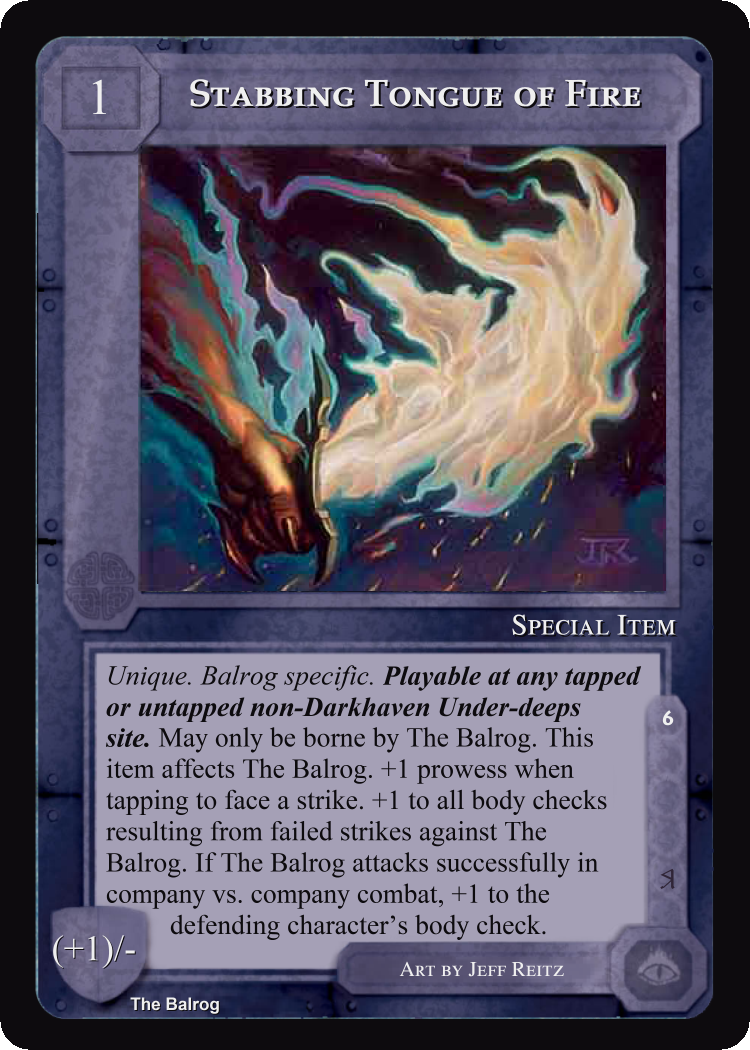 1
Stabbing Tongue of Fire
JR
Special Item
Unique. Balrog specific. Playable at any tapped
or untapped non-Darkhaven Under-deeps
site. May only be borne by The Balrog. This
item affects The Balrog. +1 prowess when
tapping to face a strike. +1 to all body checks
resulting from failed strikes against The
Balrog. If The Balrog attacks successfully in
company vs. company combat, +1 to the
defending character's body check.
6
(+1)/-
Art by Jeff Reitz
The Balrog